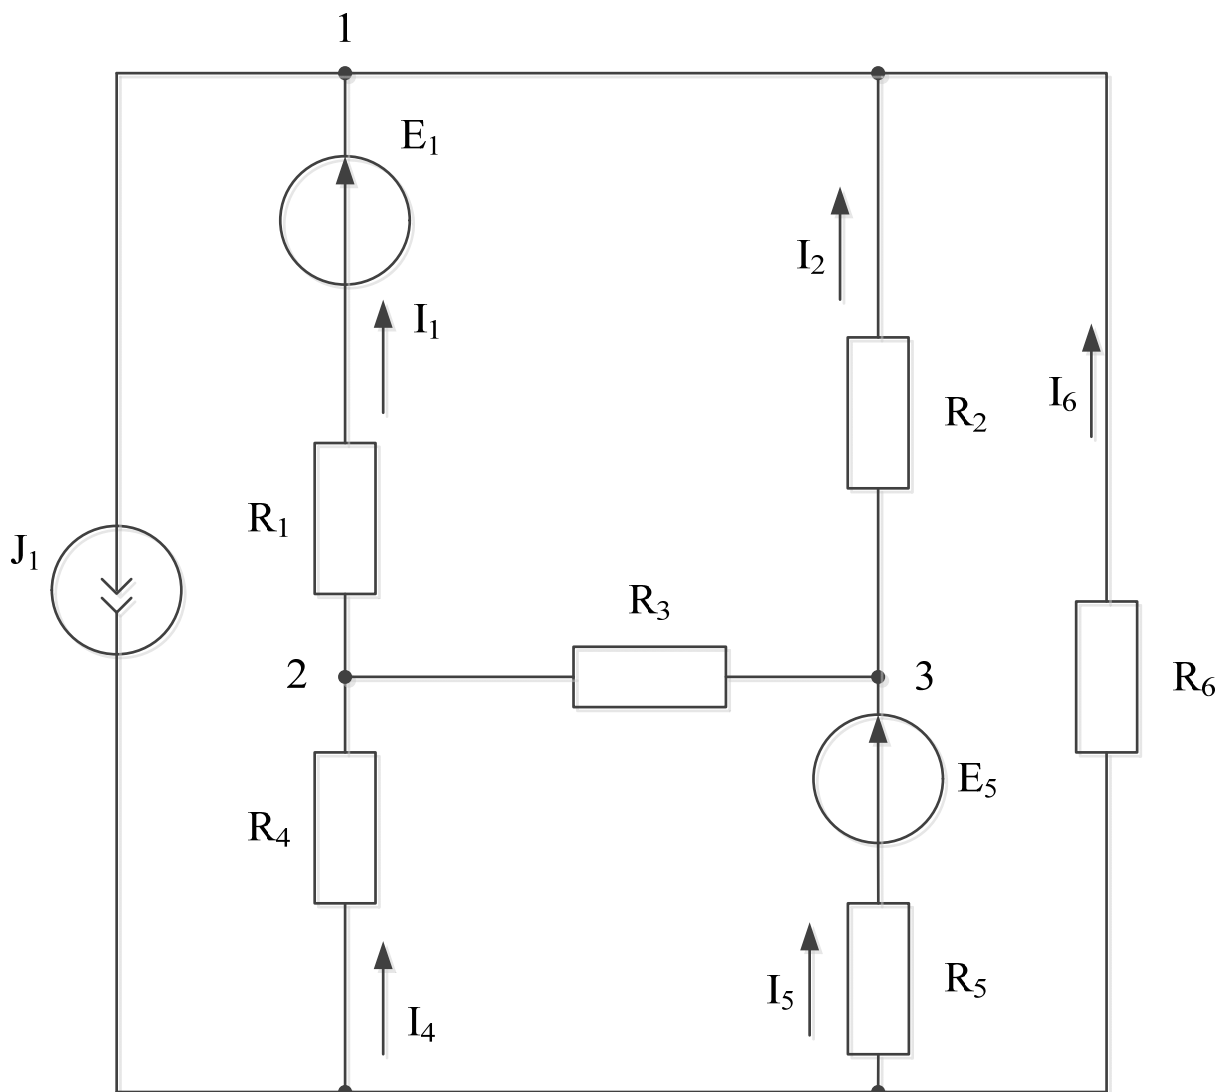 1
E₁
I₁
I₂
I₆
R₂
R₁
J₁
R₃
2
3
R₆
E₅
R₄
I₅
R₅
I₄